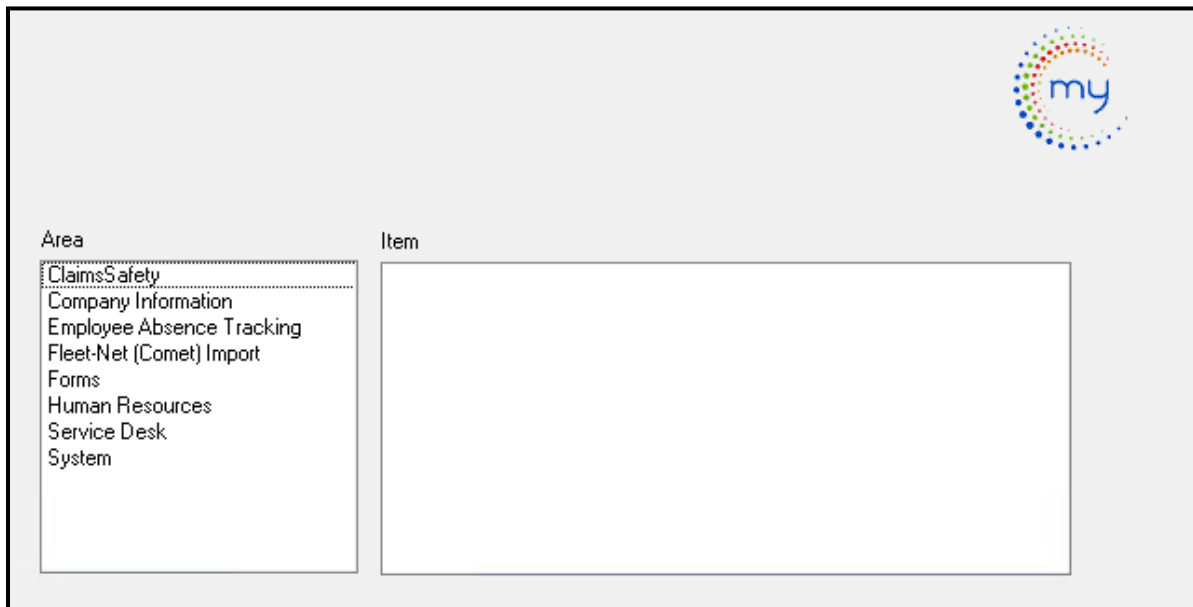 my
Area
Item
ClaimsSafety
Company Information
Employee Absence Tracking
Fleet-Net (Comet) Import
Forms
Human Resources
Service Desk
System